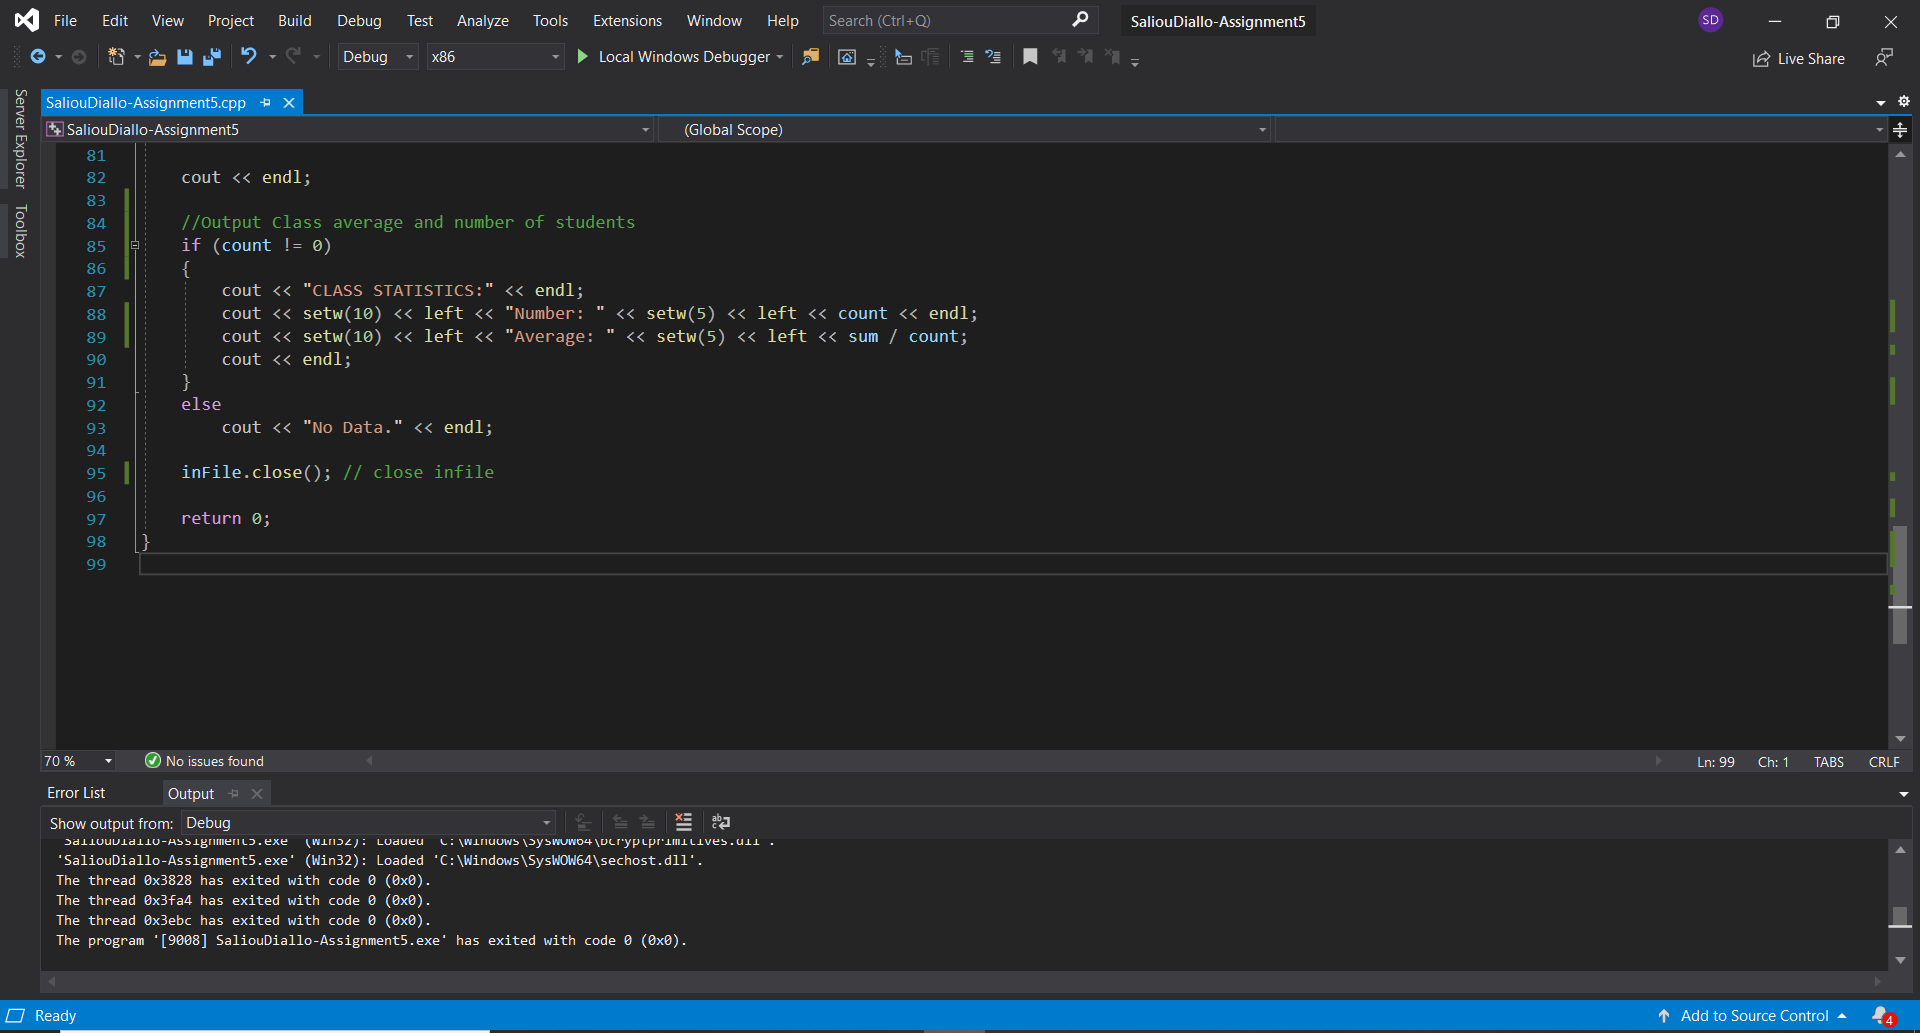 File Edit View Project Build Debug Test Analyze Tools Extensions Window Help Search (Ctrl+Q) SaliouDiallo-Assignment5 SD
Debug x86 Local Windows Debugger Live Share
Server Explorer
Toolbox
SaliouDiallo-Assignment5.cpp
SaliouDiallo-Assignment5 (Global Scope)
81
82 cout << endl;
83
84 //Output Class average and number of students
85 if (count != 0)
86 {
87 cout << "CLASS STATISTICS:" << endl;
88 cout << setw(10) << left << "Number: " << setw(5) << left << count << endl;
89 cout << setw(10) << left << "Average: " << setw(5) << left << sum / count;
90 cout << endl;
91 }
92 else
93 cout << "No Data." << endl;
94
95 inFile.close(); // close infile
96
97 return 0;
98 }
99
70 % No issues found Ln: 99 Ch: 1 TABS CRLF
Error List Output
Show output from: Debug
'SaliouDiallo-Assignment5.exe' (Win32): Loaded 'C:\Windows\SysWOW64\bcryptprimitives.dll'.
'SaliouDiallo-Assignment5.exe' (Win32): Loaded 'C:\Windows\SysWOW64\sechost.dll'.
The thread 0x3828 has exited with code 0 (0x0).
The thread 0x3fa4 has exited with code 0 (0x0).
The thread 0x3ebc has exited with code 0 (0x0).
The program '[9008] SaliouDiallo-Assignment5.exe' has exited with code 0 (0x0).
Ready Add to Source Control 4